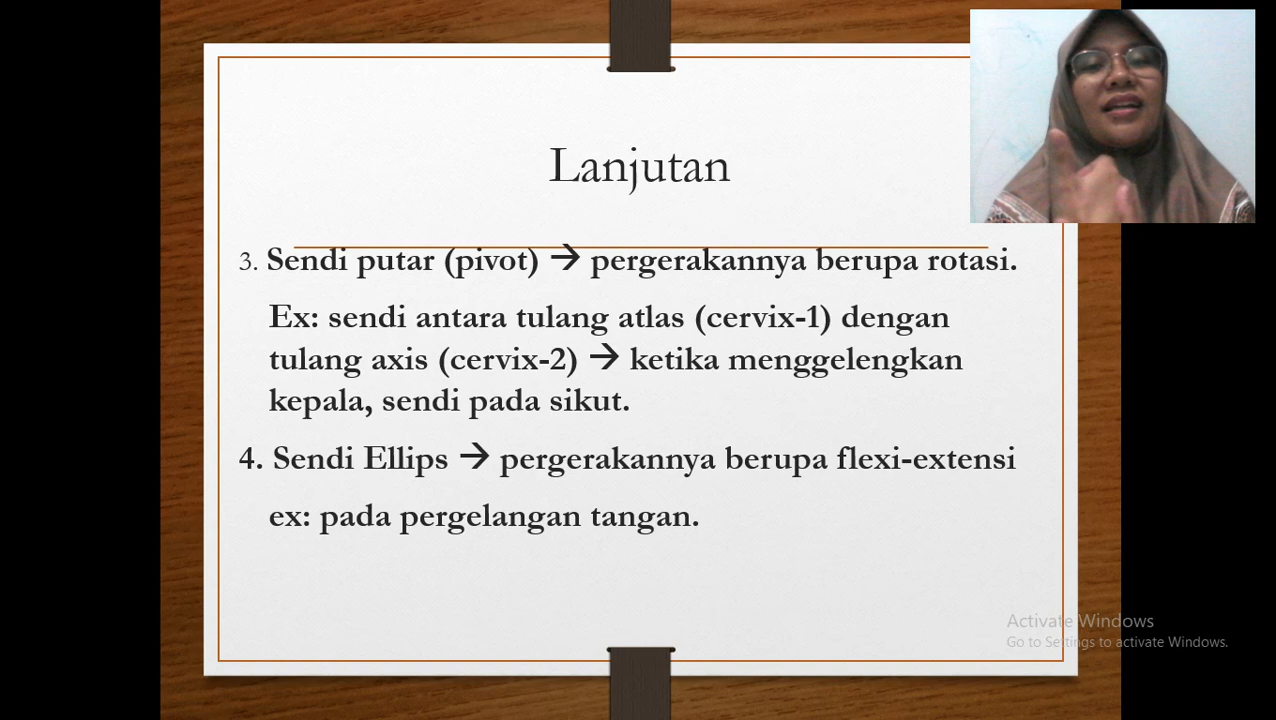 Lanjutan
3. Sendi putar (pivot) → pergerakannya berupa rotasi.
Ex: sendi antara tulang atlas (cervix-1) dengan
tulang axis (cervix-2) → ketika menggelengkan
kepala, sendi pada sikut.
4. Sendi Ellips → pergerakannya berupa flexi-extensi
ex: pada pergelangan tangan.
Activate Windows
Go to Settings to activate Windows.